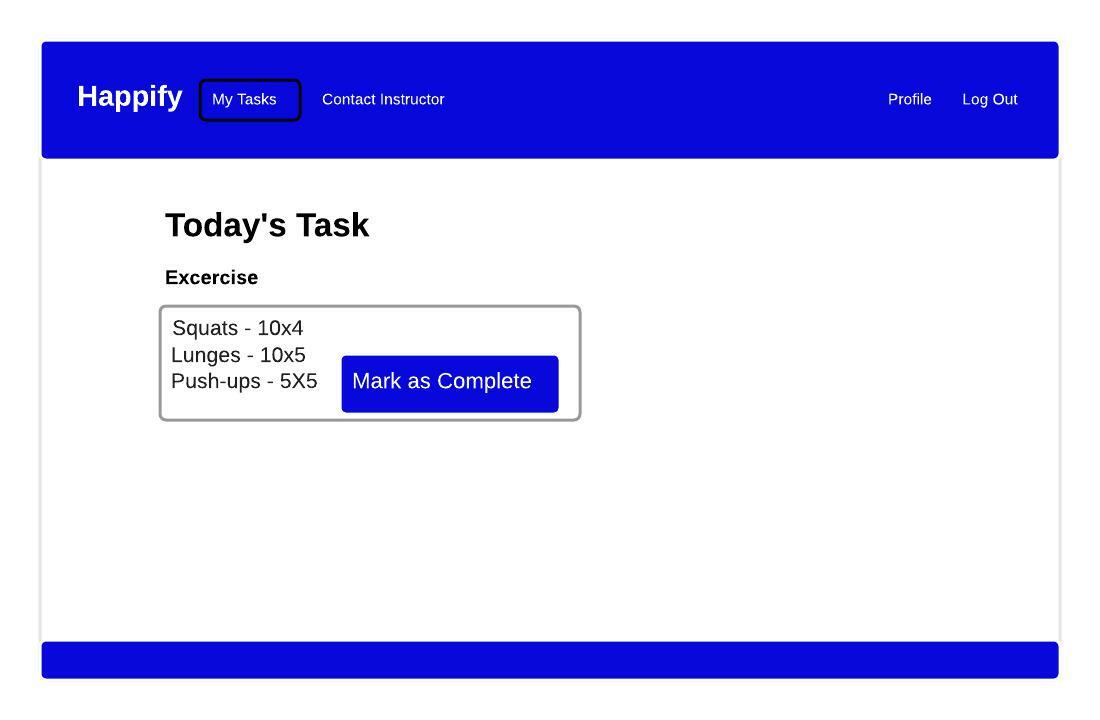 Happify
My Tasks
Contact Instructor
Profile
Log Out
Today's Task
Excercise
Squats - 10x4
Lunges - 10x5
Push-ups - 5X5
Mark as Complete